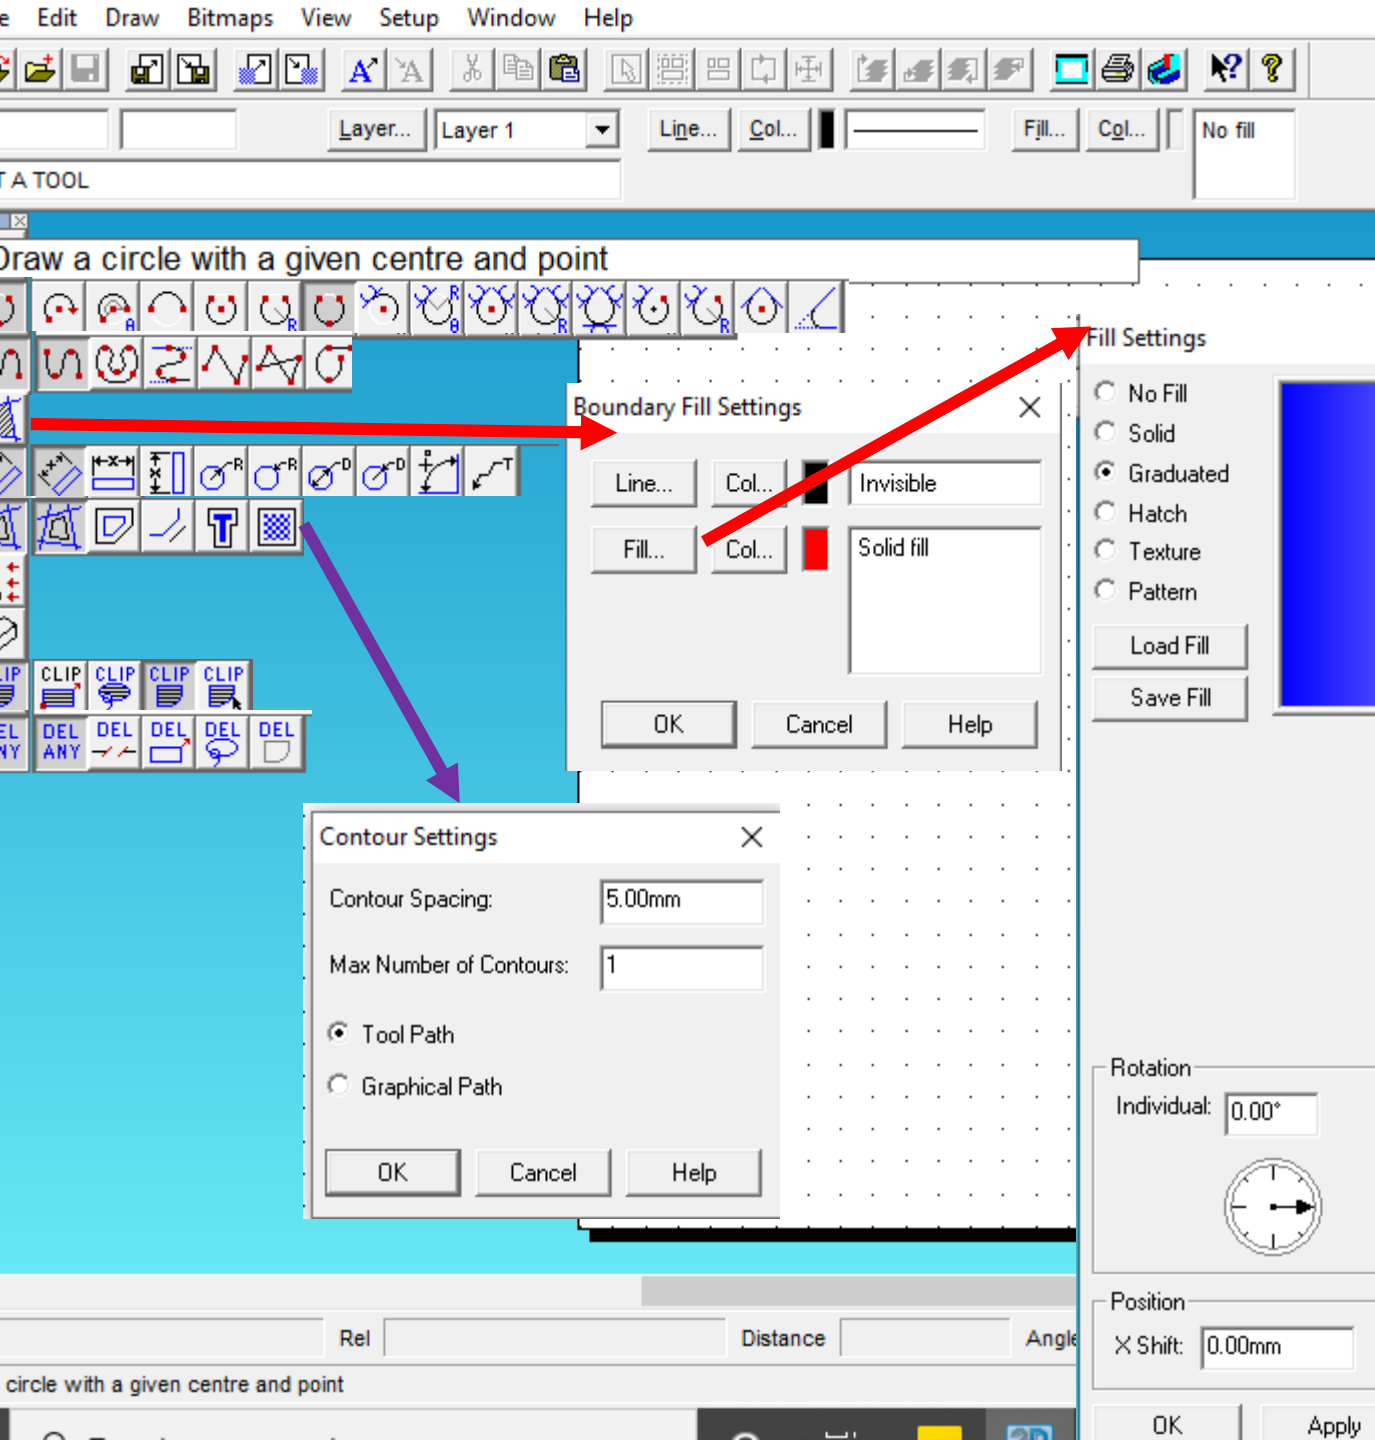 e Edit Draw Bitmaps View Setup Window Help
Layer... Layer 1 Line... Col... Fill... Col... No fill
T A TOOL
Draw a circle with a given centre and point
A R R θ R R
Fill Settings
No Fill
Solid
Graduated
Hatch
Texture
Pattern
Load Fill
Save Fill
Boundary Fill Settings
Line... Col... Invisible
Fill... Col... Solid fill
OK Cancel Help
X X R R D D T
T
CLIP CLIP CLIP CLIP
DEL ANY DEL DEL DEL DEL
Contour Settings
Contour Spacing: 5.00mm
Max Number of Contours: 1
Tool Path
Graphical Path
OK Cancel Help
Rotation
Individual: 0.00°
Position
X Shift: 0.00mm
OK Apply
Rel Distance Angle
circle with a given centre and point